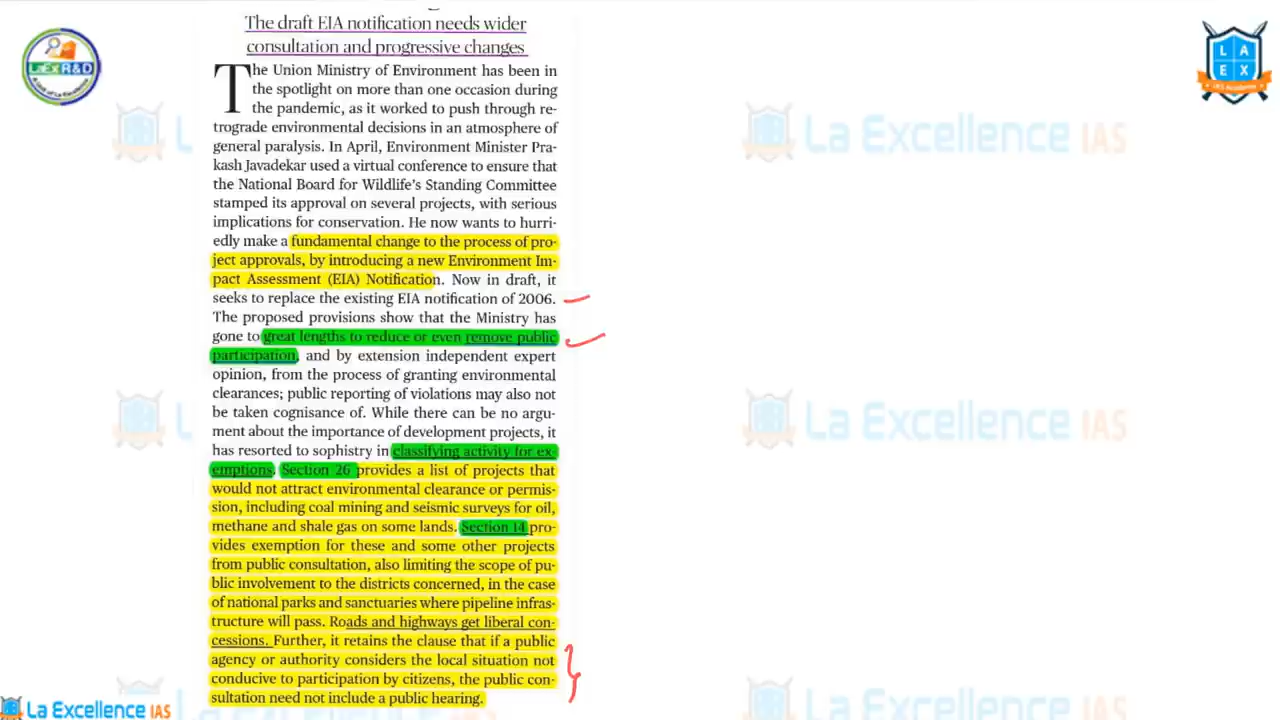 The draft EIA notification needs wider
consultation and progressive changes
The Union Ministry of Environment has been in
the spotlight on more than one occasion during
the pandemic, as it worked to push through re-
trograde environmental decisions in an atmosphere of
general paralysis. In April, Environment Minister Pra-
kash Javadekar used a virtual conference to ensure that
the National Board for Wildlife's Standing Committee
stamped its approval on several projects, with serious
implications for conservation. He now wants to hurri-
edly make a fundamental change to the process of pro-
ject approvals, by introducing a new Environment Im-
pact Assessment (EIA) Notification. Now in draft, it
seeks to replace the existing EIA notification of 2006.
The proposed provisions show that the Ministry has
gone to great lengths to reduce or even remove public
participation, and by extension independent expert
opinion, from the process of granting environmental
clearances; public reporting of violations may also not
be taken cognisance of. While there can be no argu-
ment about the importance of development projects, it
has resorted to sophistry in classifying activity for ex-
emptions. Section 26 provides a list of projects that
would not attract environmental clearance or permis-
sion, including coal mining and seismic surveys for oil,
methane and shale gas on some lands. Section 14 pro-
vides exemption for these and some other projects
from public consultation, also limiting the scope of pu-
blic involvement to the districts concerned, in the case
of national parks and sanctuaries where pipeline infras-
tructure will pass. Roads and highways get liberal con-
cessions. Further, it retains the clause that if a public
agency or authority considers the local situation not
conducive to participation by citizens, the public con-
sultation need not include a public hearing.
LaEx R&D
LA
EX
IAS Academy
La Excellence IAS
La Excellence IAS
La Excellence IAS